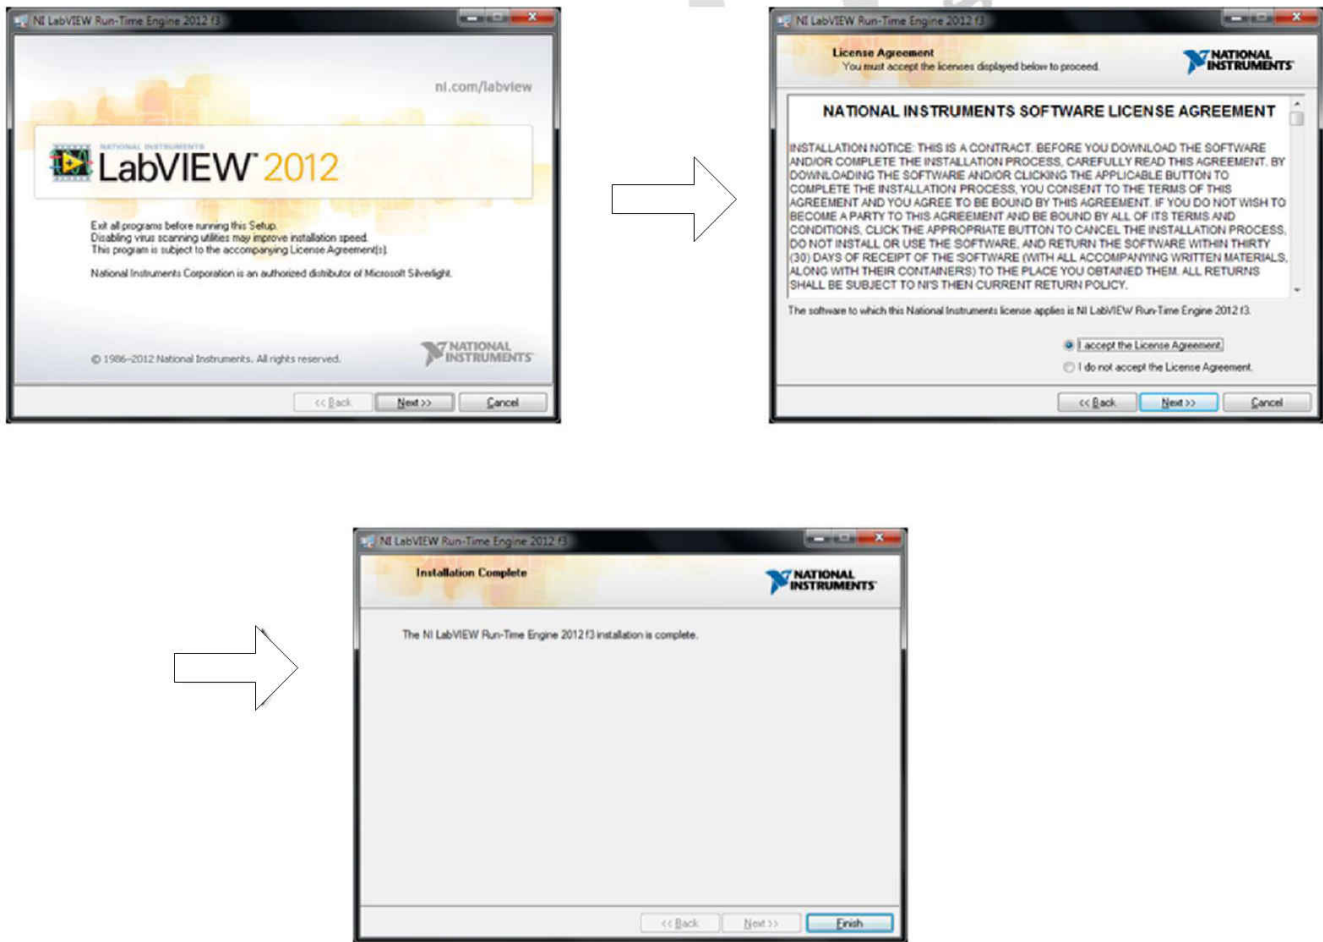 NI LabVIEW Run-Time Engine 2012 f3
ni.com/labview
NATIONAL INSTRUMENTS
LabVIEW™ 2012
Exit all programs before running this Setup.
Disabling virus scanning utilities may improve installation speed.
This program is subject to the accompanying License Agreement(s).
National Instruments Corporation is an authorized distributor of Microsoft Silverlight.
© 1986–2012 National Instruments. All rights reserved.
NATIONAL
INSTRUMENTS
<< Back
Next >>
Cancel
NI LabVIEW Run-Time Engine 2012 f3
License Agreement
You must accept the licenses displayed below to proceed.
NATIONAL
INSTRUMENTS
NATIONAL INSTRUMENTS SOFTWARE LICENSE AGREEMENT
INSTALLATION NOTICE: THIS IS A CONTRACT. BEFORE YOU DOWNLOAD THE SOFTWARE
AND/OR COMPLETE THE INSTALLATION PROCESS, CAREFULLY READ THIS AGREEMENT. BY
DOWNLOADING THE SOFTWARE AND/OR CLICKING THE APPLICABLE BUTTON TO
COMPLETE THE INSTALLATION PROCESS, YOU CONSENT TO THE TERMS OF THIS
AGREEMENT AND YOU AGREE TO BE BOUND BY THIS AGREEMENT. IF YOU DO NOT WISH TO
BECOME A PARTY TO THIS AGREEMENT AND BE BOUND BY ALL OF ITS TERMS AND
CONDITIONS, CLICK THE APPROPRIATE BUTTON TO CANCEL THE INSTALLATION PROCESS,
DO NOT INSTALL OR USE THE SOFTWARE, AND RETURN THE SOFTWARE WITHIN THIRTY
(30) DAYS OF RECEIPT OF THE SOFTWARE (WITH ALL ACCOMPANYING WRITTEN MATERIALS,
ALONG WITH THEIR CONTAINERS) TO THE PLACE YOU OBTAINED THEM. ALL RETURNS
SHALL BE SUBJECT TO NI'S THEN CURRENT RETURN POLICY.
The software to which this National Instruments license applies is NI LabVIEW Run-Time Engine 2012 f3.
I accept the License Agreement.
I do not accept the License Agreement.
<< Back
Next >>
Cancel
NI LabVIEW Run-Time Engine 2012 f3
Installation Complete
NATIONAL
INSTRUMENTS
The NI LabVIEW Run-Time Engine 2012 f3 installation is complete.
<< Back
Next >>
Finish